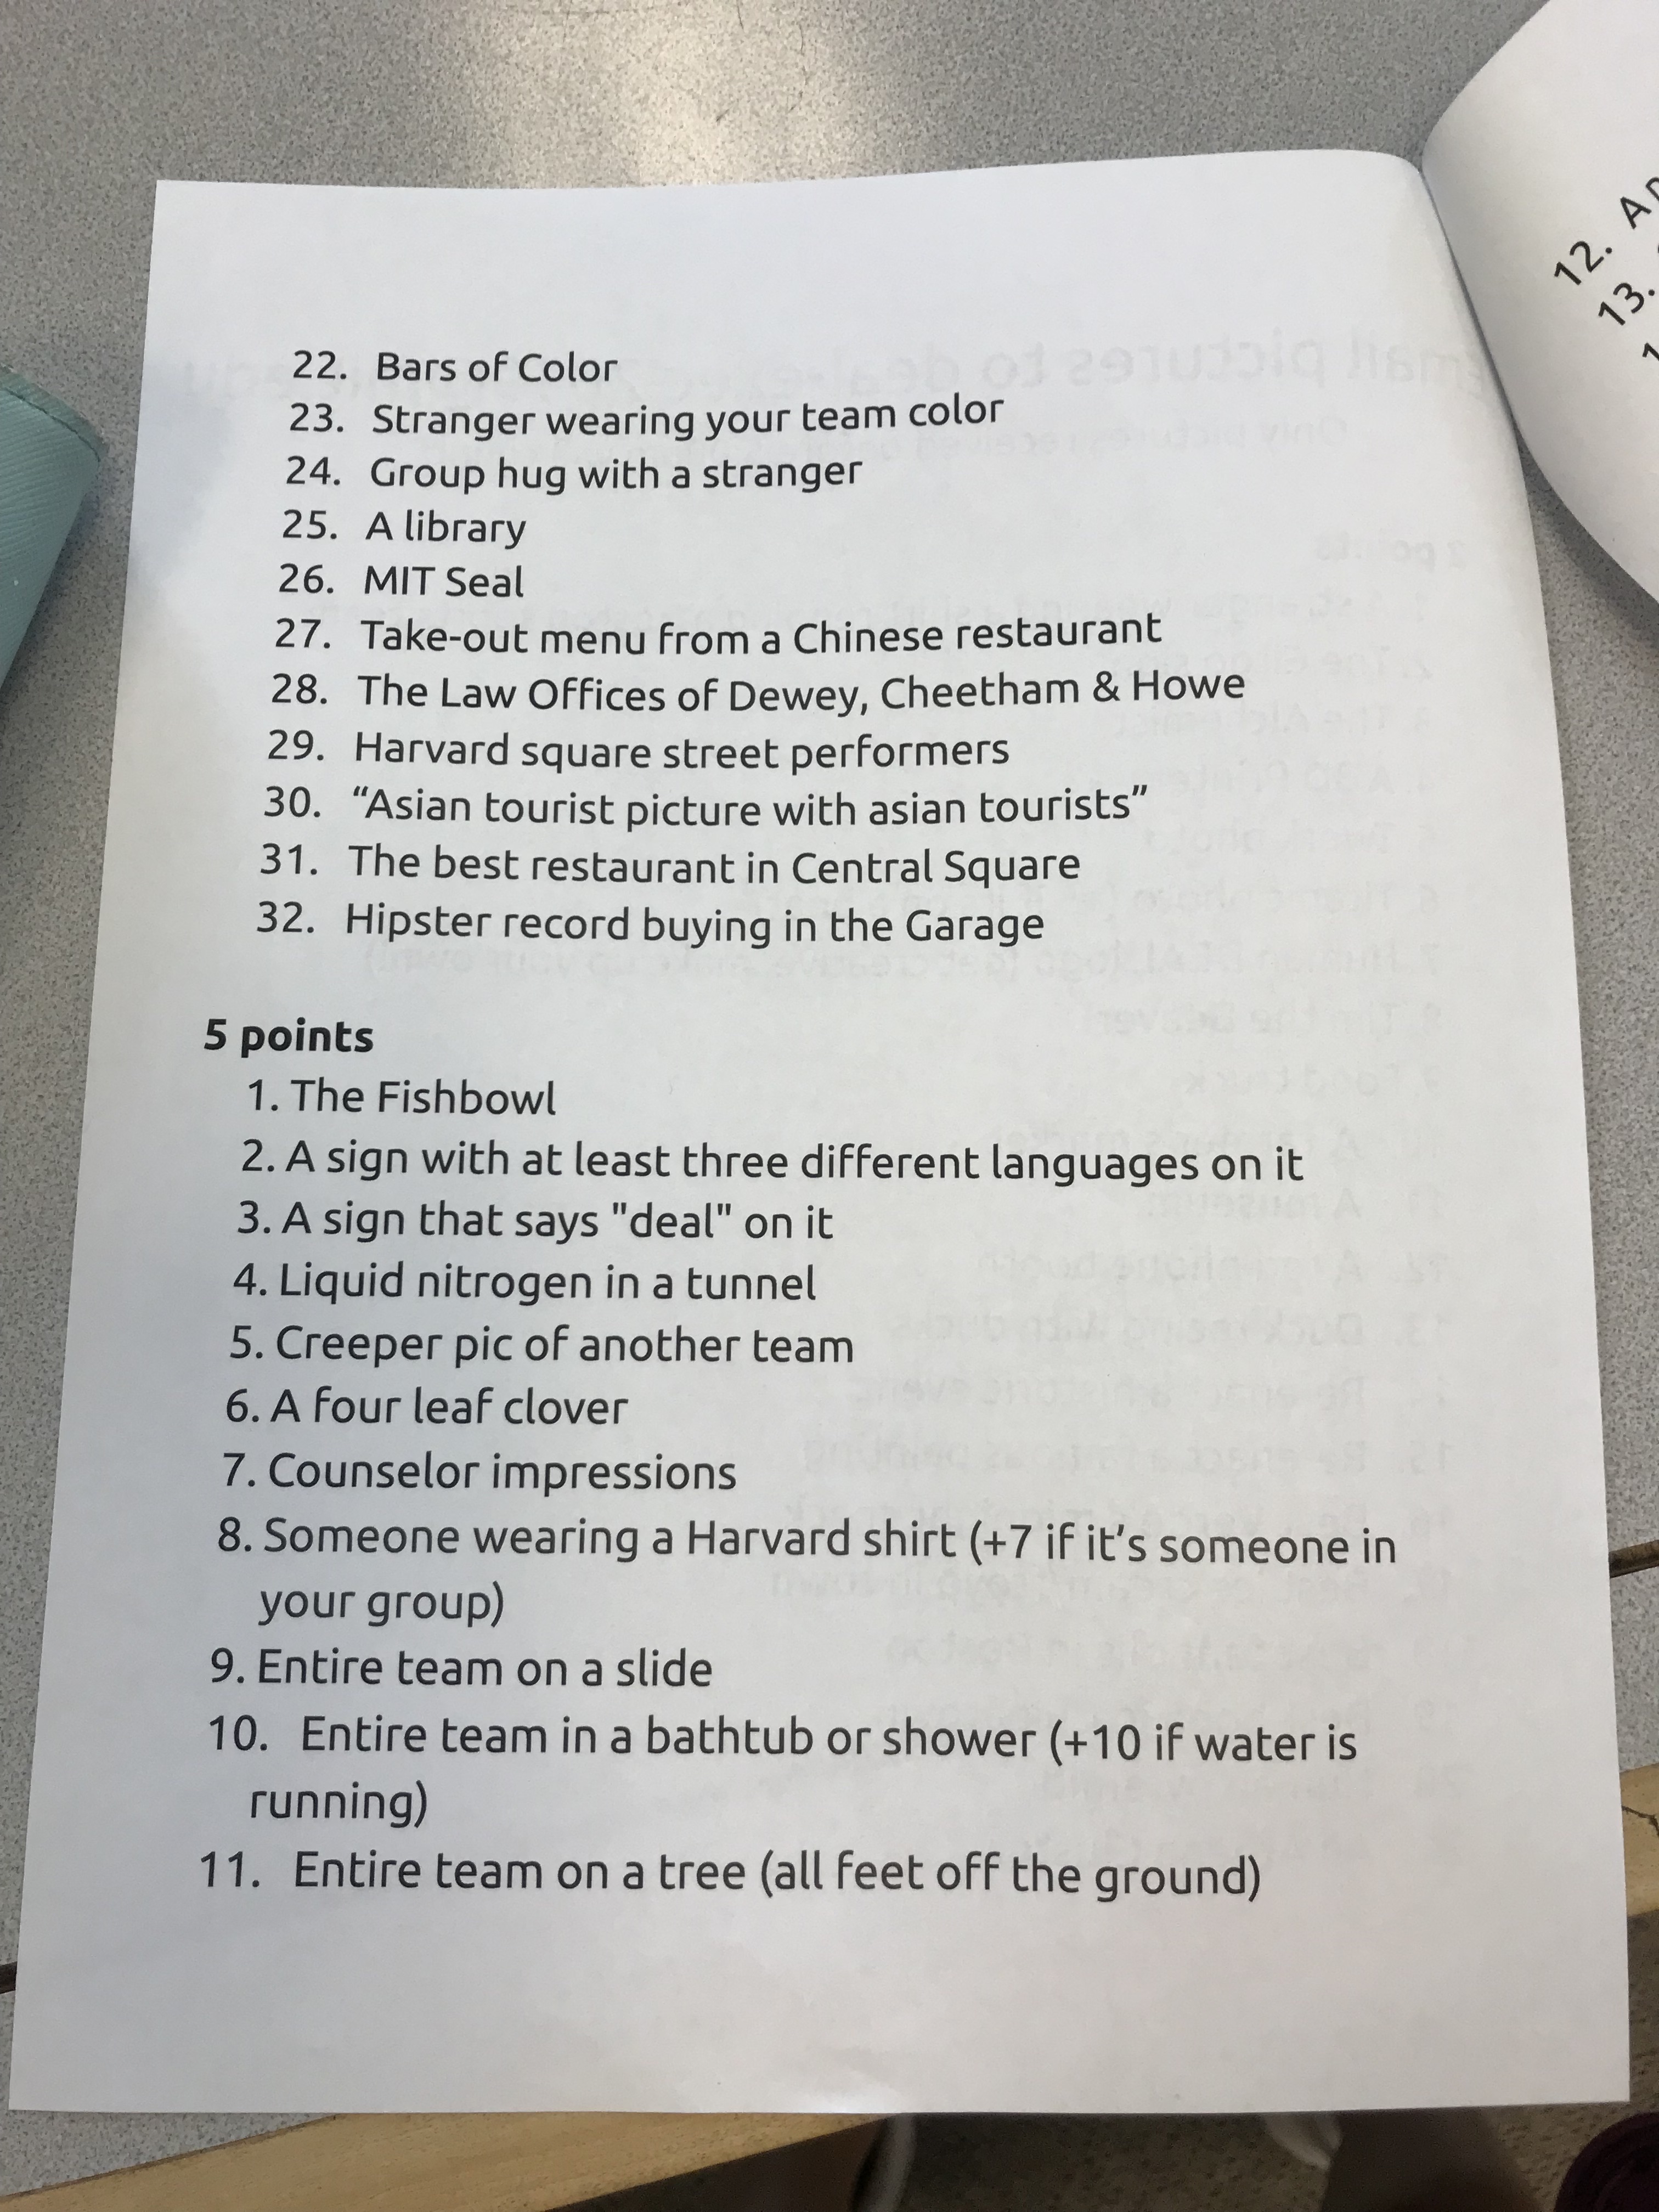 22. Bars of Color
23. Stranger wearing your team color
24. Group hug with a stranger
25. A library
26. MIT Seal
27. Take-out menu from a Chinese restaurant
28. The Law Offices of Dewey, Cheetham & Howe
29. Harvard square street performers
30. “Asian tourist picture with asian tourists”
31. The best restaurant in Central Square
32. Hipster record buying in the Garage
5 points
1. The Fishbowl
2. A sign with at least three different languages on it
3. A sign that says "deal" on it
4. Liquid nitrogen in a tunnel
5. Creeper pic of another team
6. A four leaf clover
7. Counselor impressions
8. Someone wearing a Harvard shirt (+7 if it’s someone in
your group)
9. Entire team on a slide
10. Entire team in a bathtub or shower (+10 if water is
running)
11. Entire team on a tree (all feet off the ground)
12.
13.